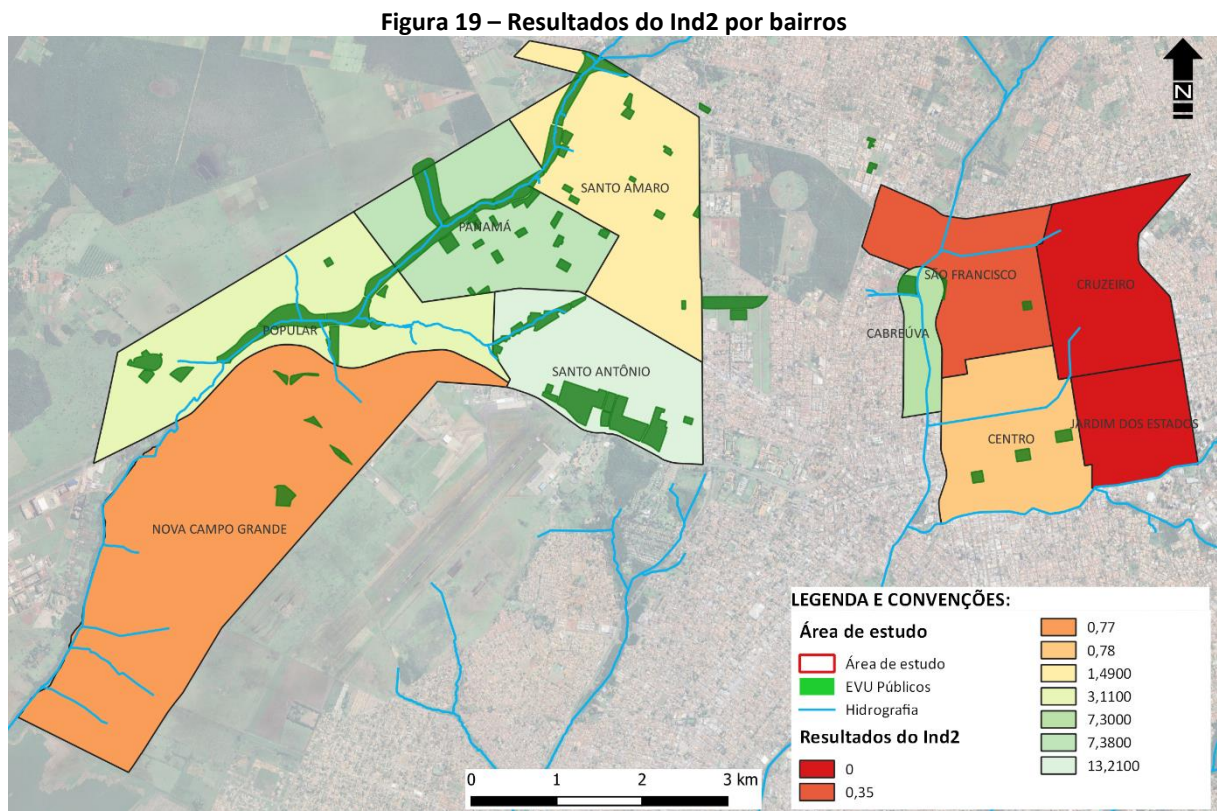 Figura 19 – Resultados do Ind2 por bairros
N
SANTO AMARO
PANAMÁ
SÃO FRANCISCO
CRUZEIRO
POPULAR
CABREÚVA
SANTO ANTÔNIO
JARDIM DOS ESTADOS
CENTRO
NOVA CAMPO GRANDE
LEGENDA E CONVENÇÕES:
Área de estudo
Área de estudo
EVU Públicos
Hidrografia
Resultados do Ind2
0
0,35
0,77
0,78
1,4900
3,1100
7,3000
7,3800
13,2100
0 1 2 3 km